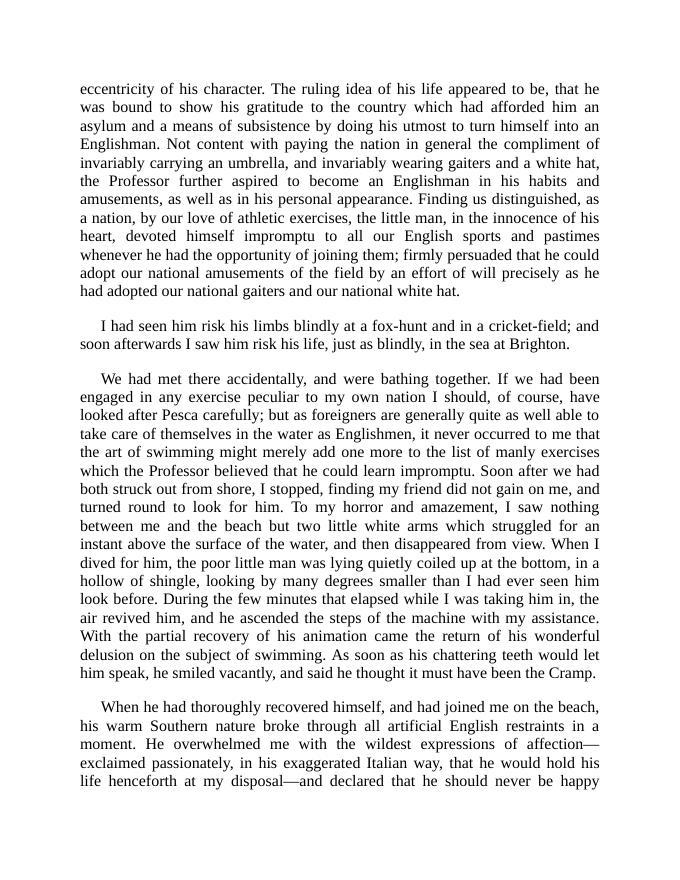 eccentricity of his character. The ruling idea of his life appeared to be, that he
was bound to show his gratitude to the country which had afforded him an
asylum and a means of subsistence by doing his utmost to turn himself into an
Englishman. Not content with paying the nation in general the compliment of
invariably carrying an umbrella, and invariably wearing gaiters and a white hat,
the Professor further aspired to become an Englishman in his habits and
amusements, as well as in his personal appearance. Finding us distinguished, as
a nation, by our love of athletic exercises, the little man, in the innocence of his
heart, devoted himself impromptu to all our English sports and pastimes
whenever he had the opportunity of joining them; firmly persuaded that he could
adopt our national amusements of the field by an effort of will precisely as he
had adopted our national gaiters and our national white hat.
I had seen him risk his limbs blindly at a fox-hunt and in a cricket-field; and
soon afterwards I saw him risk his life, just as blindly, in the sea at Brighton.
We had met there accidentally, and were bathing together. If we had been
engaged in any exercise peculiar to my own nation I should, of course, have
looked after Pesca carefully; but as foreigners are generally quite as well able to
take care of themselves in the water as Englishmen, it never occurred to me that
the art of swimming might merely add one more to the list of manly exercises
which the Professor believed that he could learn impromptu. Soon after we had
both struck out from shore, I stopped, finding my friend did not gain on me, and
turned round to look for him. To my horror and amazement, I saw nothing
between me and the beach but two little white arms which struggled for an
instant above the surface of the water, and then disappeared from view. When I
dived for him, the poor little man was lying quietly coiled up at the bottom, in a
hollow of shingle, looking by many degrees smaller than I had ever seen him
look before. During the few minutes that elapsed while I was taking him in, the
air revived him, and he ascended the steps of the machine with my assistance.
With the partial recovery of his animation came the return of his wonderful
delusion on the subject of swimming. As soon as his chattering teeth would let
him speak, he smiled vacantly, and said he thought it must have been the Cramp.
When he had thoroughly recovered himself, and had joined me on the beach,
his warm Southern nature broke through all artificial English restraints in a
moment. He overwhelmed me with the wildest expressions of affection—
exclaimed passionately, in his exaggerated Italian way, that he would hold his
life henceforth at my disposal—and declared that he should never be happy